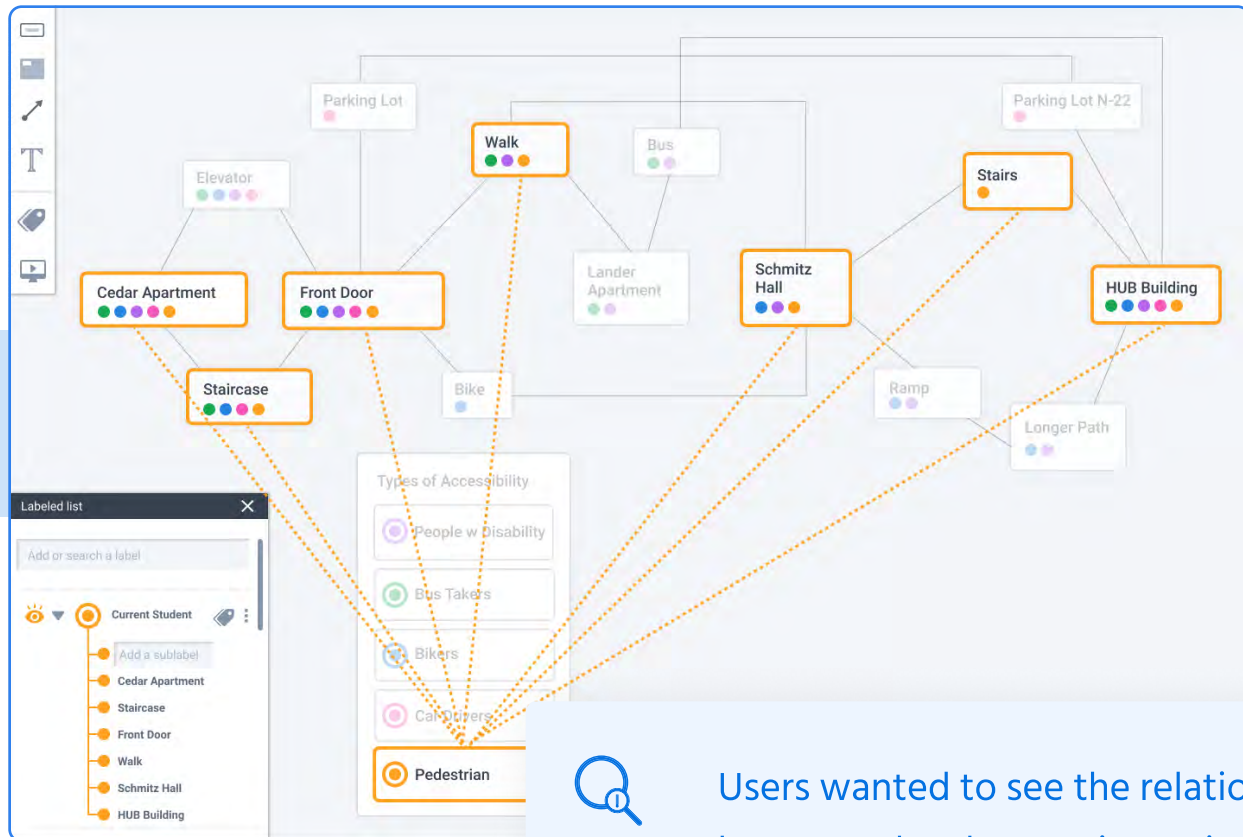 Parking Lot
Parking Lot N-22
Walk
Bus
Elevator
Stairs
Lander
Apartment
Schmitz
Hall
Cedar Apartment
Front Door
HUB Building
Staircase
Bike
Ramp
Longer Path
Types of Accessibility
People w Disability
Bus Takers
Bikers
Cal Drivers
Pedestrian
Labeled list
Add or search a label
Current Student
Add a sublabel
Cedar Apartment
Staircase
Front Door
Walk
Schmitz Hall
HUB Building
T
Users wanted to see the relatio